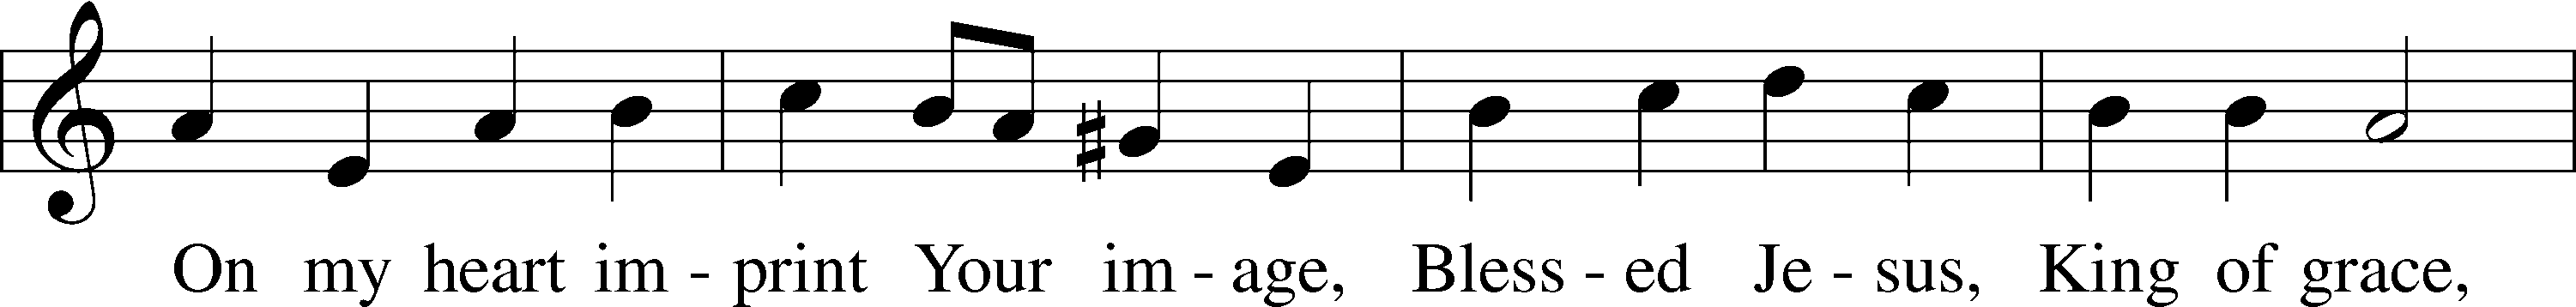 On my heart im - print Your im - age, Bless - ed Je - sus, King of grace,